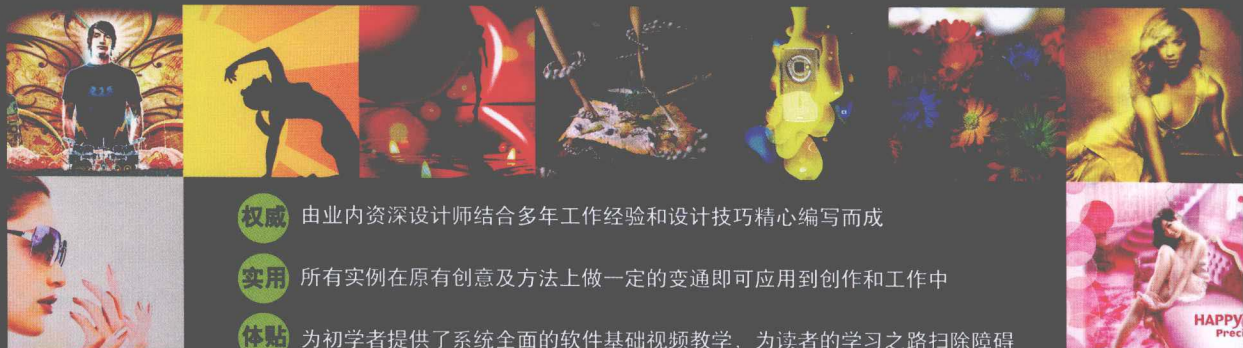 权威 由业内资深设计师结合多年工作经验和设计技巧精心编写而成
实用 所有实例在原有创意及方法上做一定的变通即可应用到创作和工作中
体贴 为初学者提供了系统全面的软件基础视频教学，为读者的学习之路扫除障碍
HAPPY
Preci